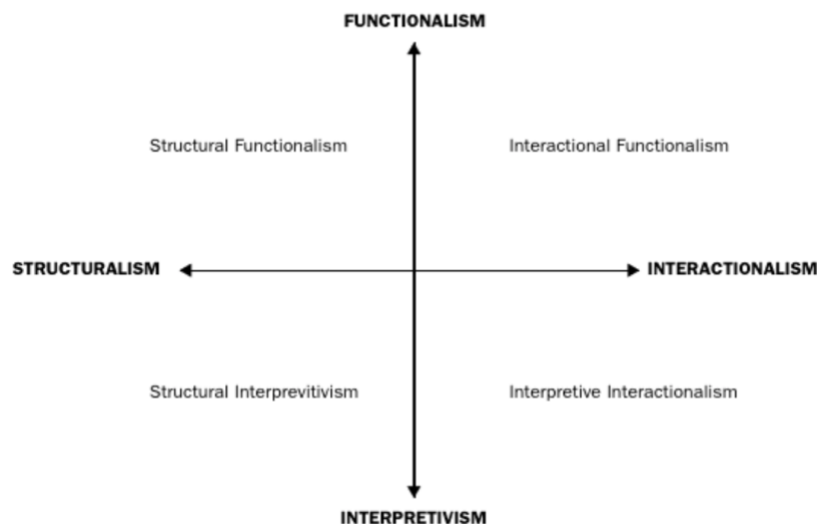 FUNCTIONALISM
Structural Functionalism
Interactional Functionalism
STRUCTURALISM
INTERACTIONALISM
Structural Interprevitivism
Interpretive Interactionalism
INTERPRETIVISM